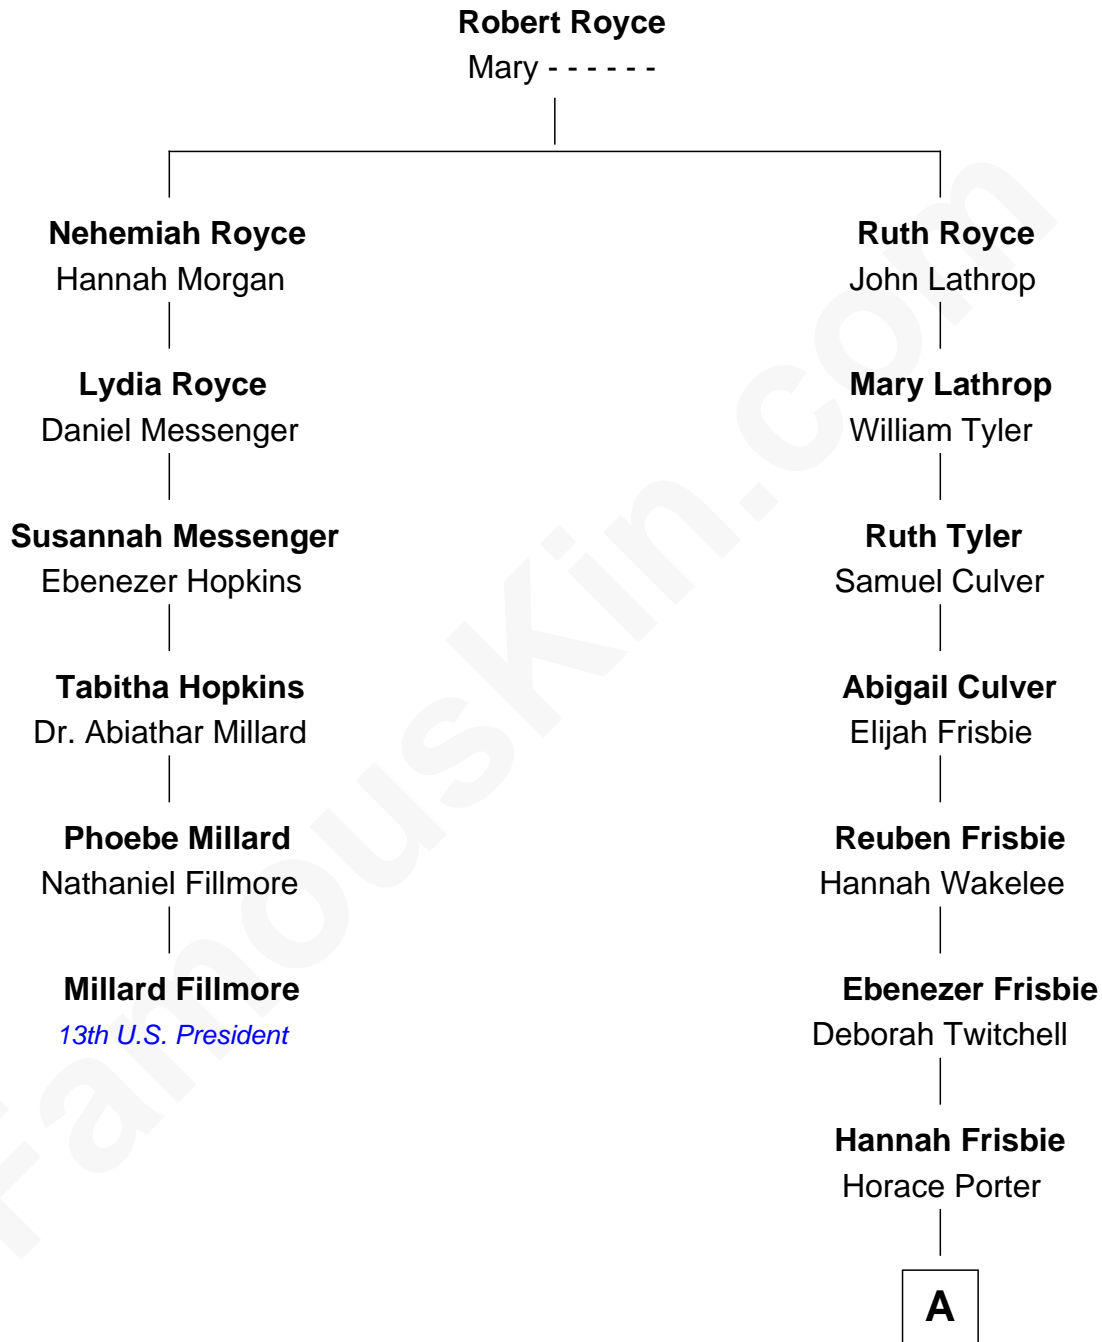 Robert Royce
Mary - - - - - -
Nehemiah Royce
Hannah Morgan
Lydia Royce
Daniel Messenger
Susannah Messenger
Ebenezer Hopkins
Tabitha Hopkins
Dr. Abiathar Millard
Phoebe Millard
Nathaniel Fillmore
Millard Fillmore
13th U.S. President
Ruth Royce
John Lathrop
Mary Lathrop
William Tyler
Ruth Tyler
Samuel Culver
Abigail Culver
Elijah Frisbie
Reuben Frisbie
Hannah Wakelee
Ebenezer Frisbie
Deborah Twitchell
Hannah Frisbie
Horace Porter
A
FamousKin.com